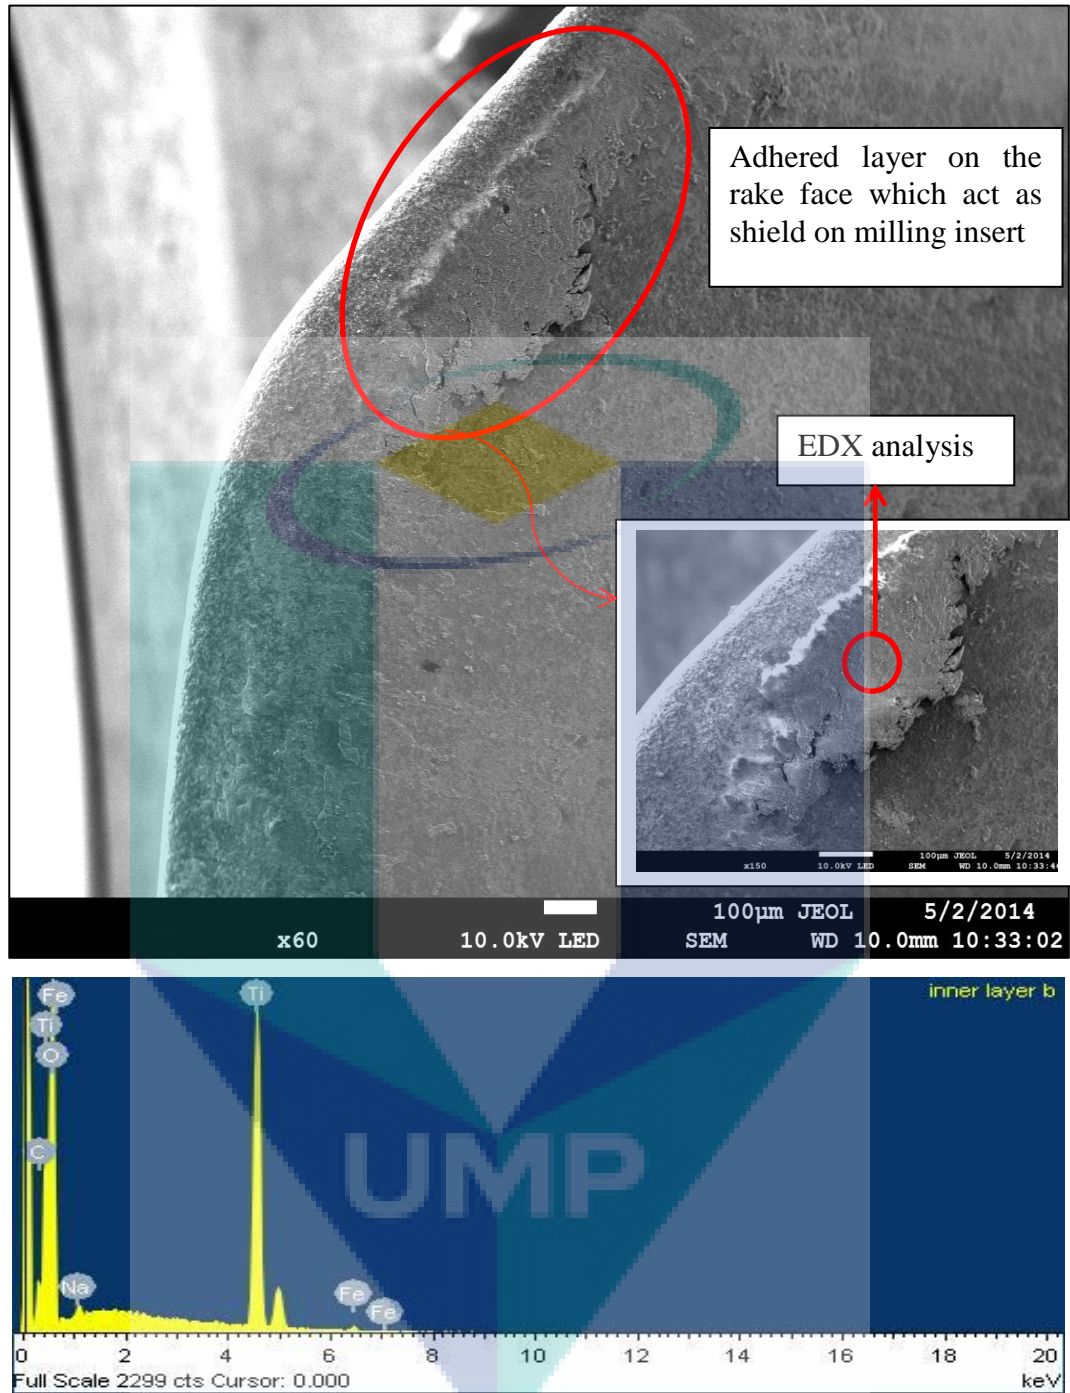 Adhered layer on the
rake face which act as
shield on milling insert
EDX analysis
100µm JEOL 5/2/2014
x150 10.0kV LED SEM WD 10.0mm 10:33:46
100µm JEOL 5/2/2014
x60 10.0kV LED SEM WD 10.0mm 10:33:02
inner layer b
Fe
Ti
Ti
O
C
Na
Fe
Fe
UMP
0 2 4 6 8 10 12 14 16 18 20
Full Scale 2299 cts Cursor: 0.000 keV